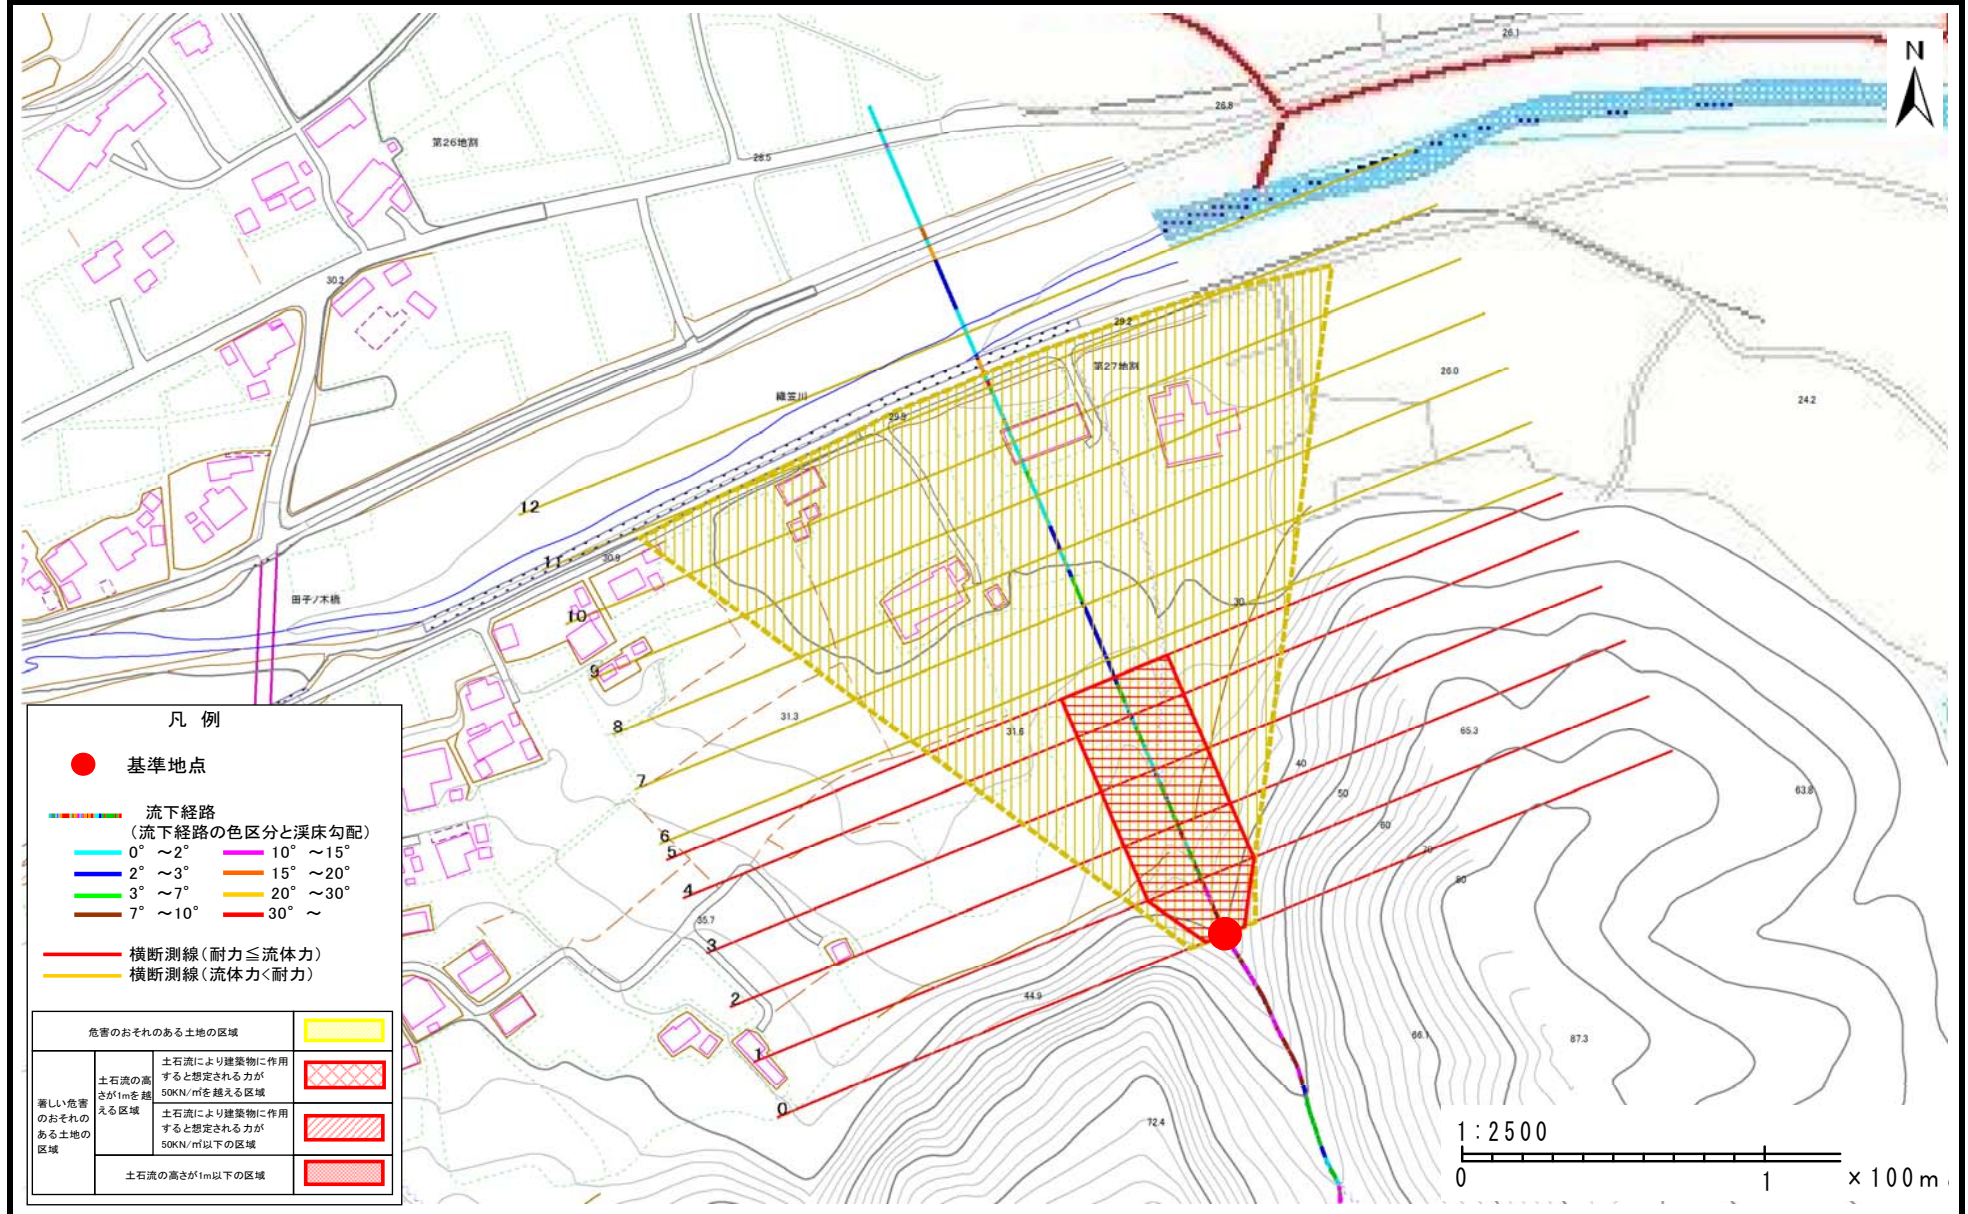 N
26.1
26.8
第26地割
28.5
30.2
29.2
第27地割
26.0
24.2
織笠川
29.9
12
11
30.9
田子ノ木橋
10
30
9
8
31.3
31.6
65.3
40
50
63.8
60
70
80
7
6
5
4
35.7
3
2
44.9
1
66.1
87.3
0
72.4
凡 例
基準地点
流下経路
(流下経路の色区分と渓床勾配)
0° ～2° 10° ～15°
2° ～3° 15° ～20°
3° ～7° 20° ～30°
7° ～10° 30° ～
横断測線(耐力≦流体力)
横断測線(流体力<耐力)
危害のおそれのある土地の区域
著しい危害
のおそれの
ある土地の
区域
土石流の高
さが1mを越
える区域
土石流により建築物に作用
すると想定される力が
50KN/㎡を越える区域
土石流により建築物に作用
すると想定される力が
50KN/㎡以下の区域
土石流の高さが1m以下の区域
1:2500
0 1 ×100m